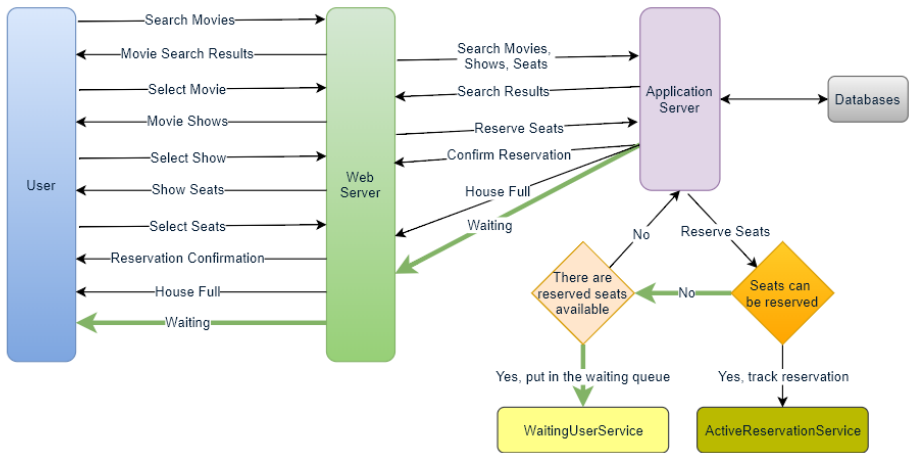 Search Movies
Movie Search Results
Select Movie
Movie Shows
Select Show
Show Seats
Select Seats
Reservation Confirmation
House Full
Waiting
User
Web
Server
Search Movies,
Shows, Seats
Search Results
Reserve Seats
Confirm Reservation
House Full
Waiting
Application
Server
Databases
No
Reserve Seats
There are
reserved seats
available
No
Seats can
be reserved
Yes, put in the waiting queue
Yes, track reservation
WaitingUserService
ActiveReservationService